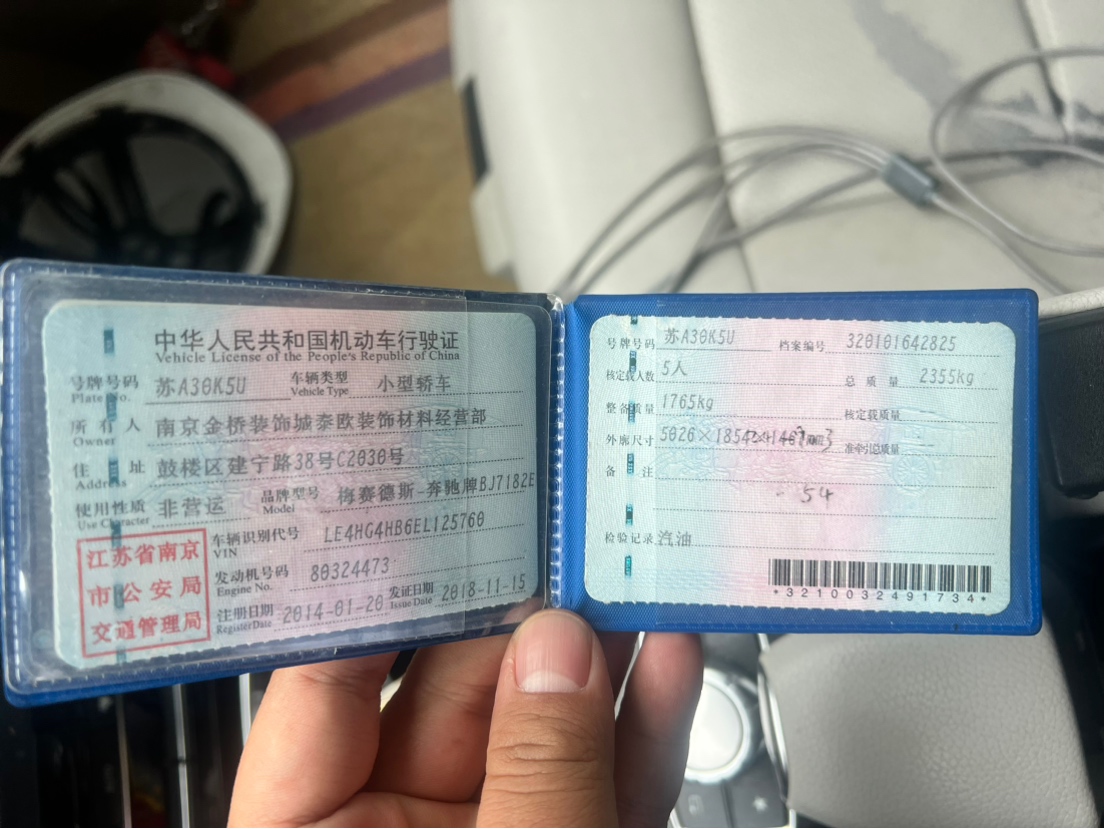 中华人民共和国机动车行驶证
Vehicle License of the People's Republic of China
号牌号码 苏A30K5U 车辆类型 小型轿车
Plate No. Vehicle Type
所有人 南京金桥装饰城泰欧装饰材料经营部
Owner
住址 鼓楼区建宁路38号C2030号
Address
使用性质 非营运 品牌型号 梅赛德斯-奔驰牌BJ7182E
Use Character Model
江苏省南京
市公安局
交通管理局
车辆识别代号 LE4HG4HB6EL125760
VIN
发动机号码 80324473
Engine No.
注册日期 2014-01-20 发证日期 2018-11-15
Register Date Issue Date
号牌号码 苏A30K5U 档案编号 320101642825
核定载人数 5人 总质量 2355kg
整备质量 1765kg 核定载质量
外廓尺寸 5026×1854 准牵引总质量
备注
54
检验记录 汽油
*3210032491734*